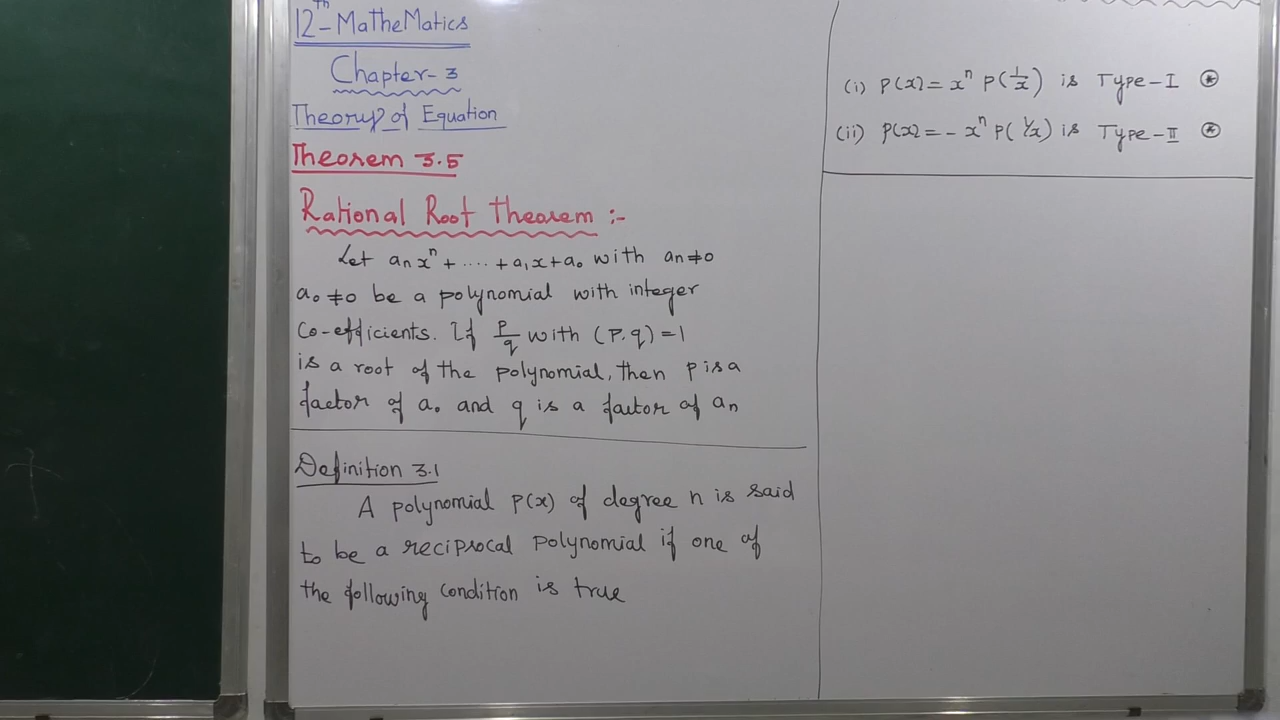 12th - MatheMatics
Chapter - 3
Theory of Equation
Theorem 3.5
Rational Root Theorem :-
Let aₙxⁿ + ..... + a₁x + a₀ with aₙ ≠ 0
a₀ ≠ 0 be a polynomial with integer
Co-efficients. If p/q with (P.q) = 1
is a root of the polynomial, then p is a
factor of a₀ and q is a factor of aₙ
Definition 3.1
A polynomial P(x) of degree n is said
to be a reciprocal polynomial if one of
the following condition is true
(i) P(x) = xⁿ P(1/x) is Type - I ⊛
(ii) P(x) = - xⁿ P(1/x) is Type - II ⊛